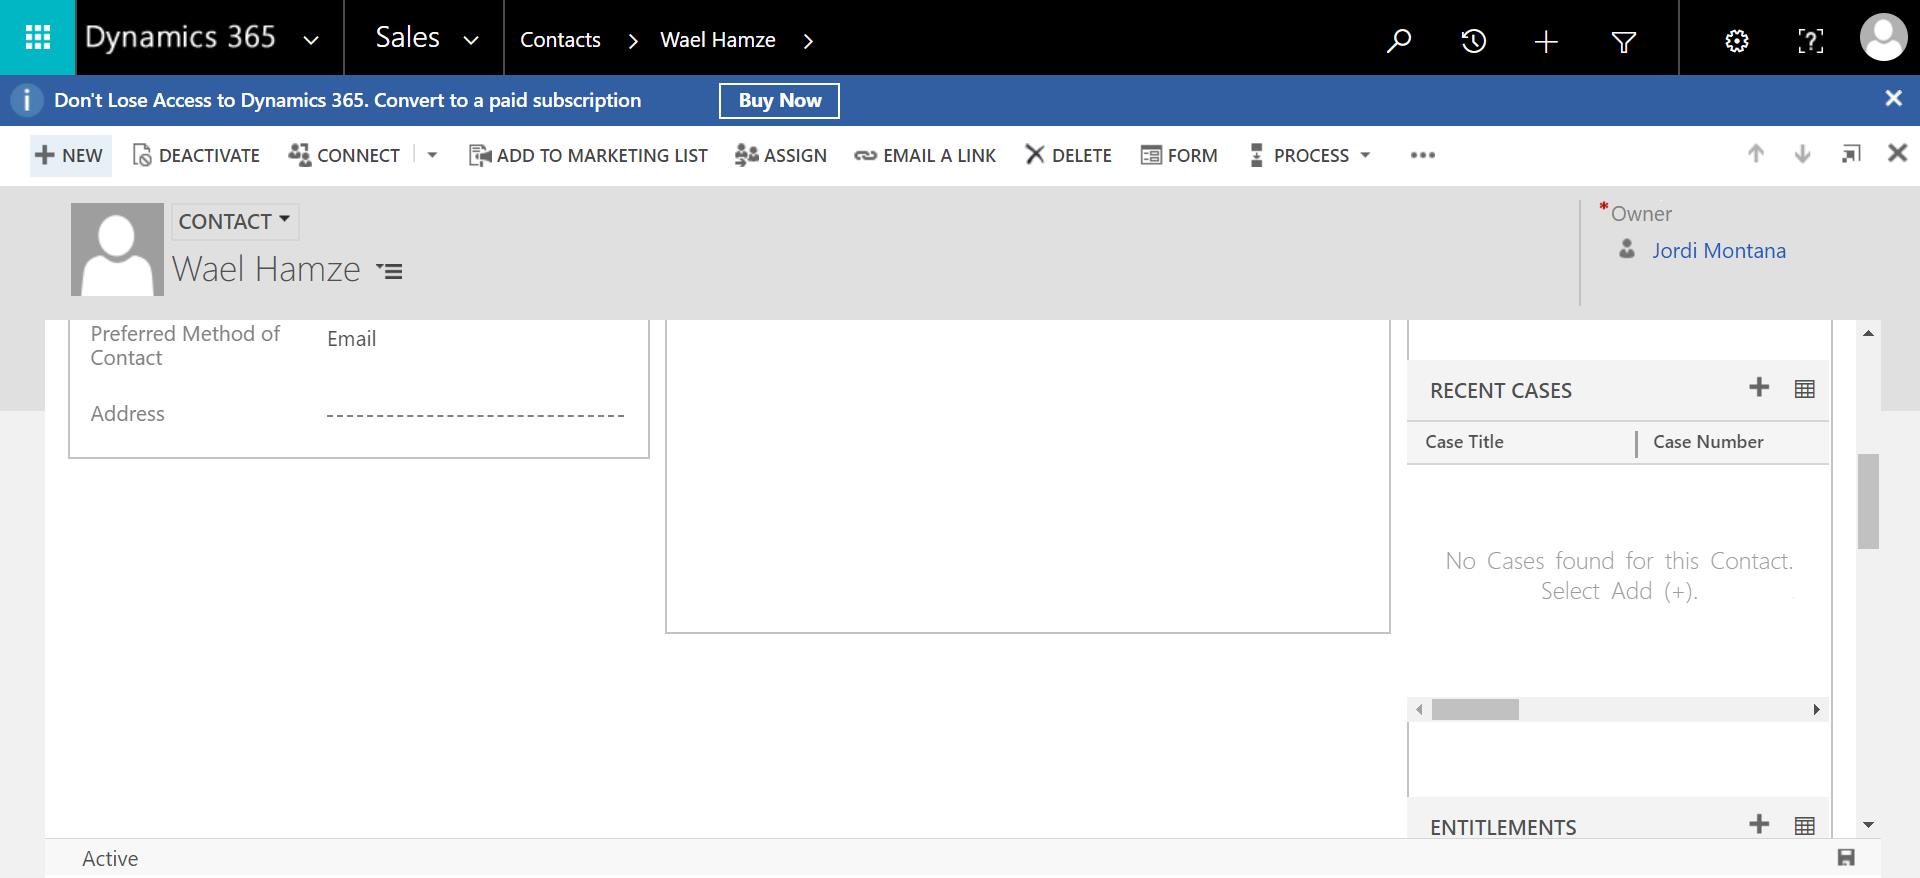 Dynamics 365
Sales
Contacts
Wael Hamze
Don't Lose Access to Dynamics 365. Convert to a paid subscription
Buy Now
NEW
DEACTIVATE
CONNECT
ADD TO MARKETING LIST
ASSIGN
EMAIL A LINK
DELETE
FORM
PROCESS
CONTACT
Wael Hamze
*Owner
Jordi Montana
Preferred Method of
Contact
Email
Address
RECENT CASES
Case Title
Case Number
No Cases found for this Contact.
Select Add (+).
ENTITLEMENTS
Active